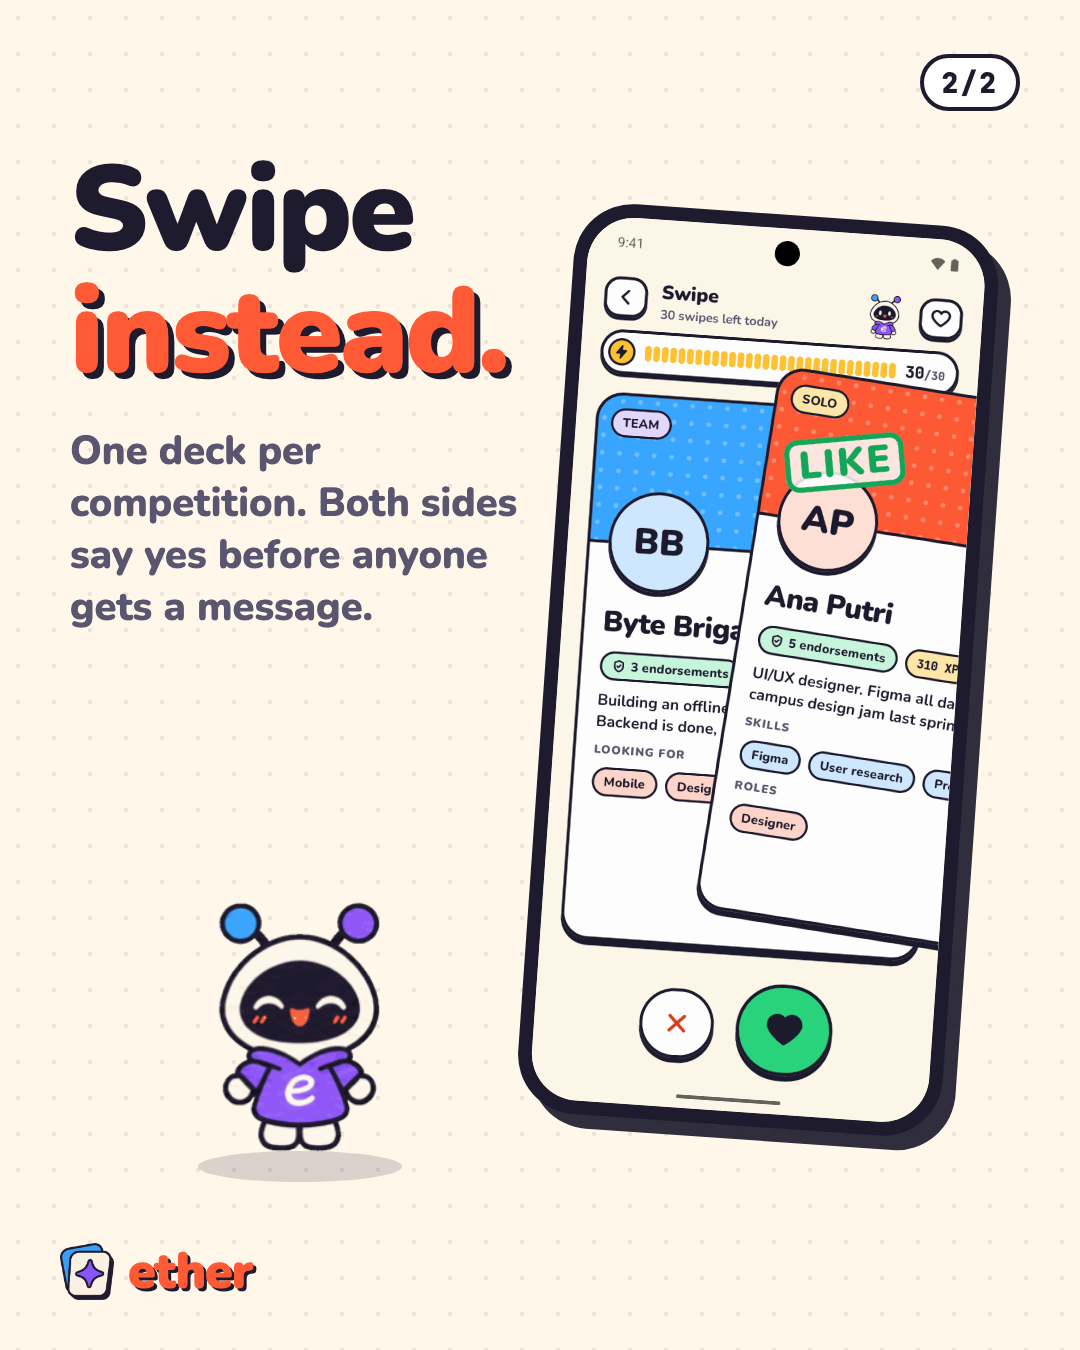 2/2
Swipe
instead.
One deck per
competition. Both sides
say yes before anyone
gets a message.
9:41
Swipe
30 swipes left today
30/30
TEAM
BB
Byte Briga
3 endorsements
Building an offline
Backend is done,
LOOKING FOR
Mobile
Desig
SOLO
LIKE
AP
Ana Putri
5 endorsements
310 XP
UI/UX designer. Figma all da
campus design jam last sprin
SKILLS
Figma
User research
Pr
ROLES
Designer
e
ether